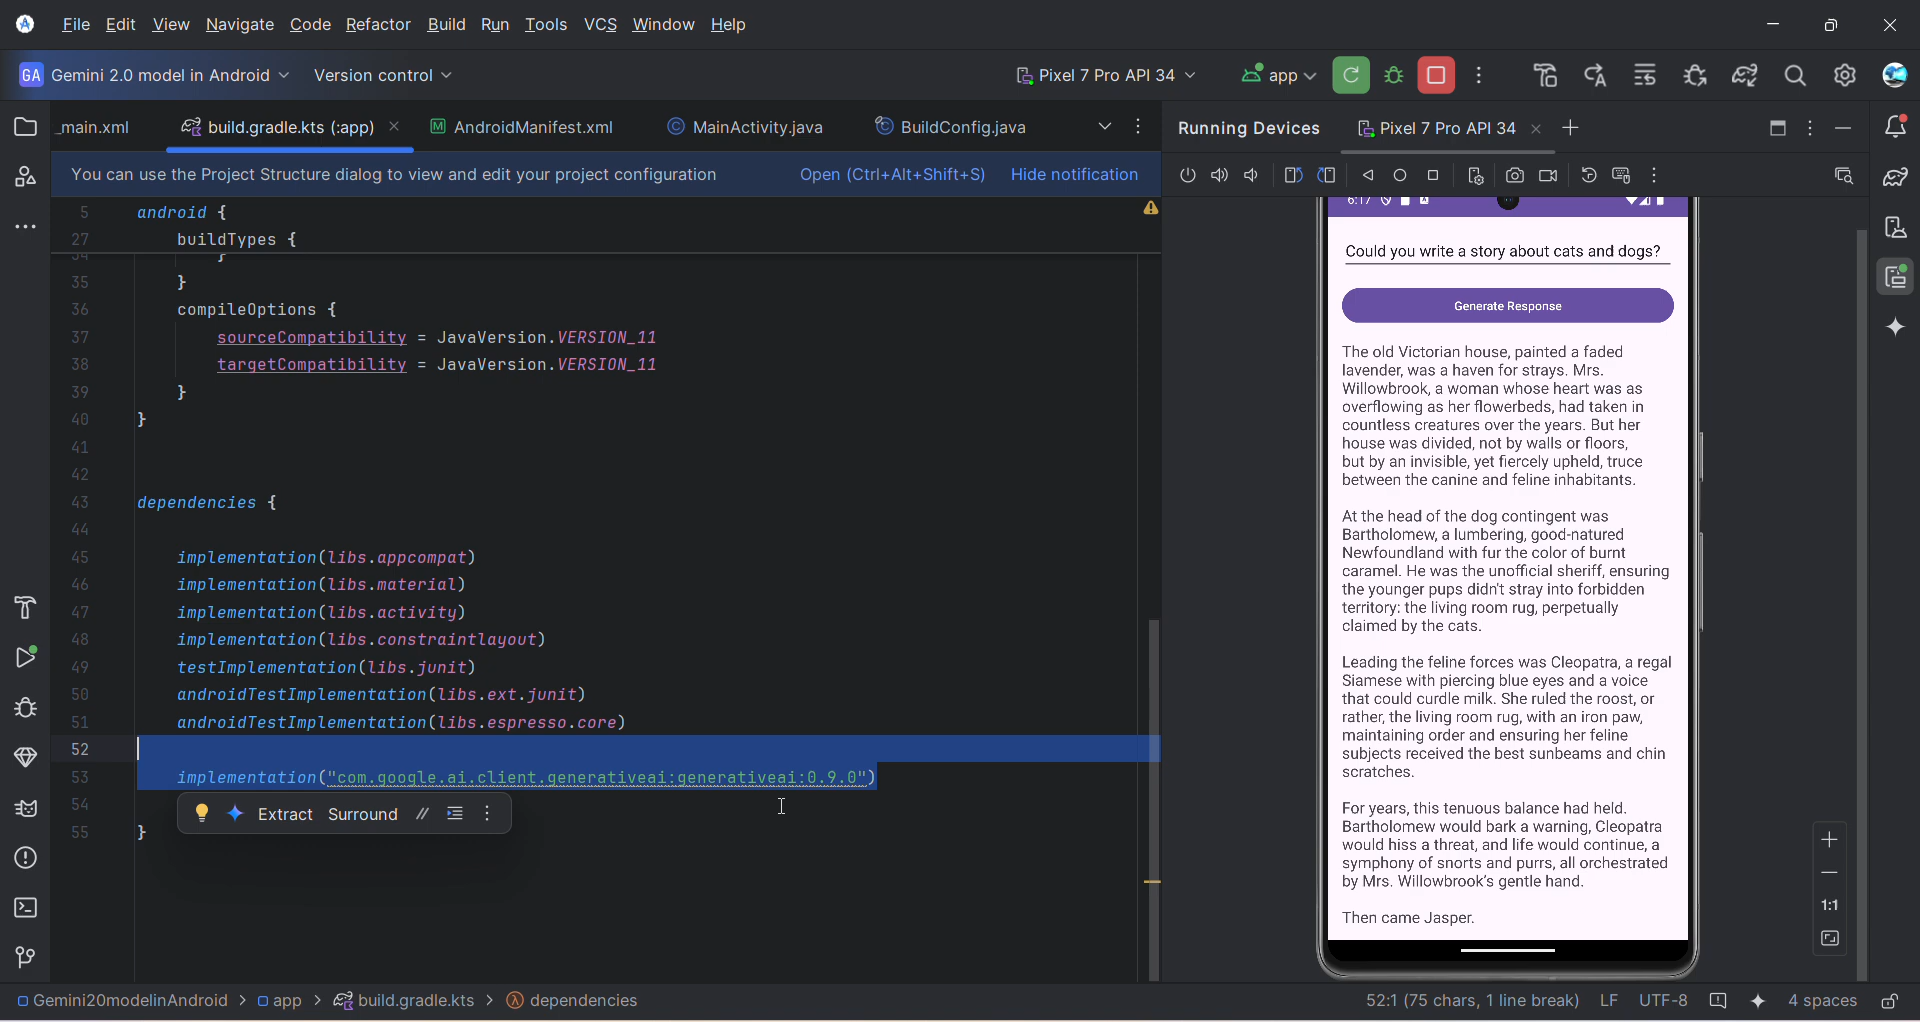 File Edit View Navigate Code Refactor Build Run Tools VCS Window Help
GA Gemini 2.0 model in Android Version control Pixel 7 Pro API 34 app
_main.xml build.gradle.kts (:app) AndroidManifest.xml MainActivity.java BuildConfig.java
You can use the Project Structure dialog to view and edit your project configuration Open (Ctrl+Alt+Shift+S) Hide notification
5 android {
27 buildTypes {
34 }
35 }
36 compileOptions {
37 sourceCompatibility = JavaVersion.VERSION_11
38 targetCompatibility = JavaVersion.VERSION_11
39 }
40 }
41
42
43 dependencies {
44
45 implementation(libs.appcompat)
46 implementation(libs.material)
47 implementation(libs.activity)
48 implementation(libs.constraintlayout)
49 testImplementation(libs.junit)
50 androidTestImplementation(libs.ext.junit)
51 androidTestImplementation(libs.espresso.core)
52
53 implementation("com.google.ai.client.generativeai:generativeai:0.9.0")
54
Extract Surround //
55 }
Running Devices Pixel 7 Pro API 34
6:17
Could you write a story about cats and dogs?
Generate Response
The old Victorian house, painted a faded
lavender, was a haven for strays. Mrs.
Willowbrook, a woman whose heart was as
overflowing as her flowerbeds, had taken in
countless creatures over the years. But her
house was divided, not by walls or floors,
but by an invisible, yet fiercely upheld, truce
between the canine and feline inhabitants.
At the head of the dog contingent was
Bartholomew, a lumbering, good-natured
Newfoundland with fur the color of burnt
caramel. He was the unofficial sheriff, ensuring
the younger pups didn't stray into forbidden
territory: the living room rug, perpetually
claimed by the cats.
Leading the feline forces was Cleopatra, a regal
Siamese with piercing blue eyes and a voice
that could curdle milk. She ruled the roost, or
rather, the living room rug, with an iron paw,
maintaining order and ensuring her feline
subjects received the best sunbeams and chin
scratches.
For years, this tenuous balance had held.
Bartholomew would bark a warning, Cleopatra
would hiss a threat, and life would continue, a
symphony of snorts and purrs, all orchestrated
by Mrs. Willowbrook's gentle hand.
Then came Jasper.
1:1
Gemini20modelinAndroid > app > build.gradle.kts > dependencies 52:1 (75 chars, 1 line break) LF UTF-8 4 spaces